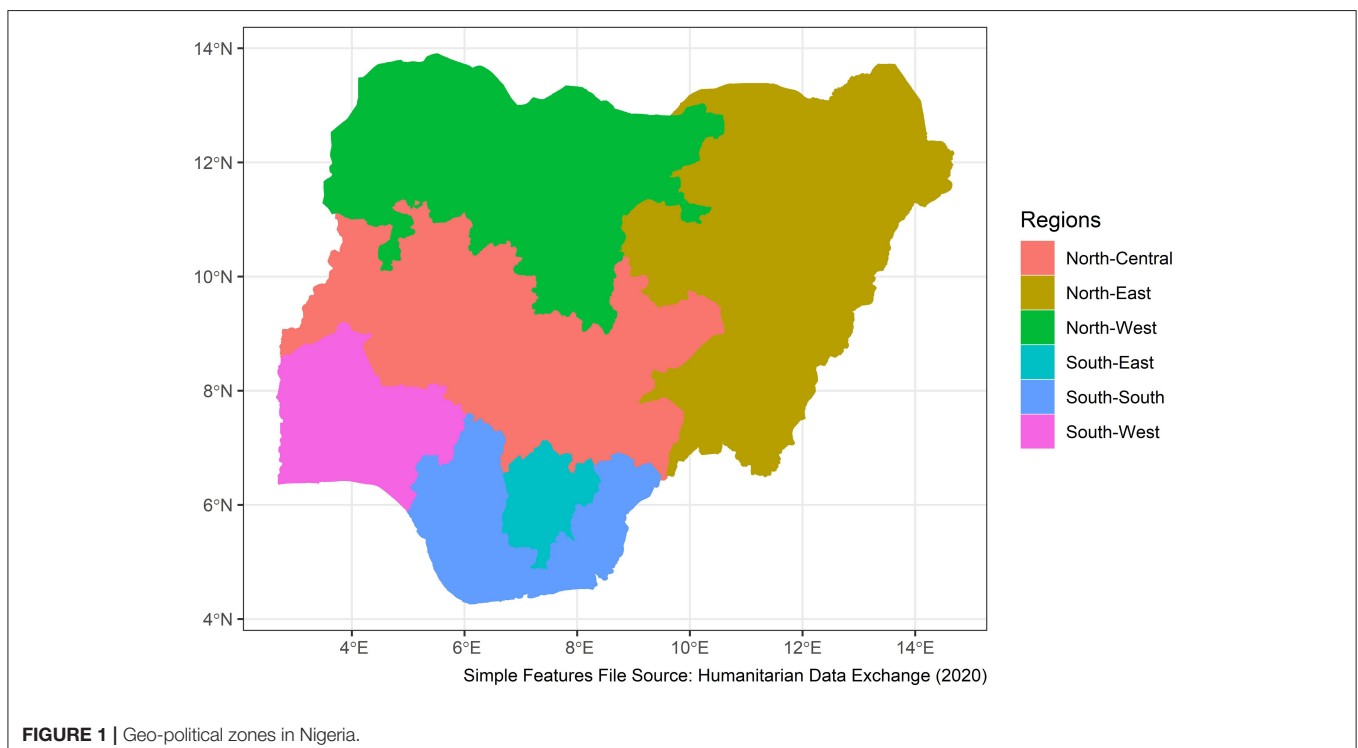 14°N
12°N
10°N
8°N
6°N
4°N
4°E 6°E 8°E 10°E 12°E 14°E
Simple Features File Source: Humanitarian Data Exchange (2020)
Regions
North-Central
North-East
North-West
South-East
South-South
South-West
FIGURE 1 | Geo-political zones in Nigeria.